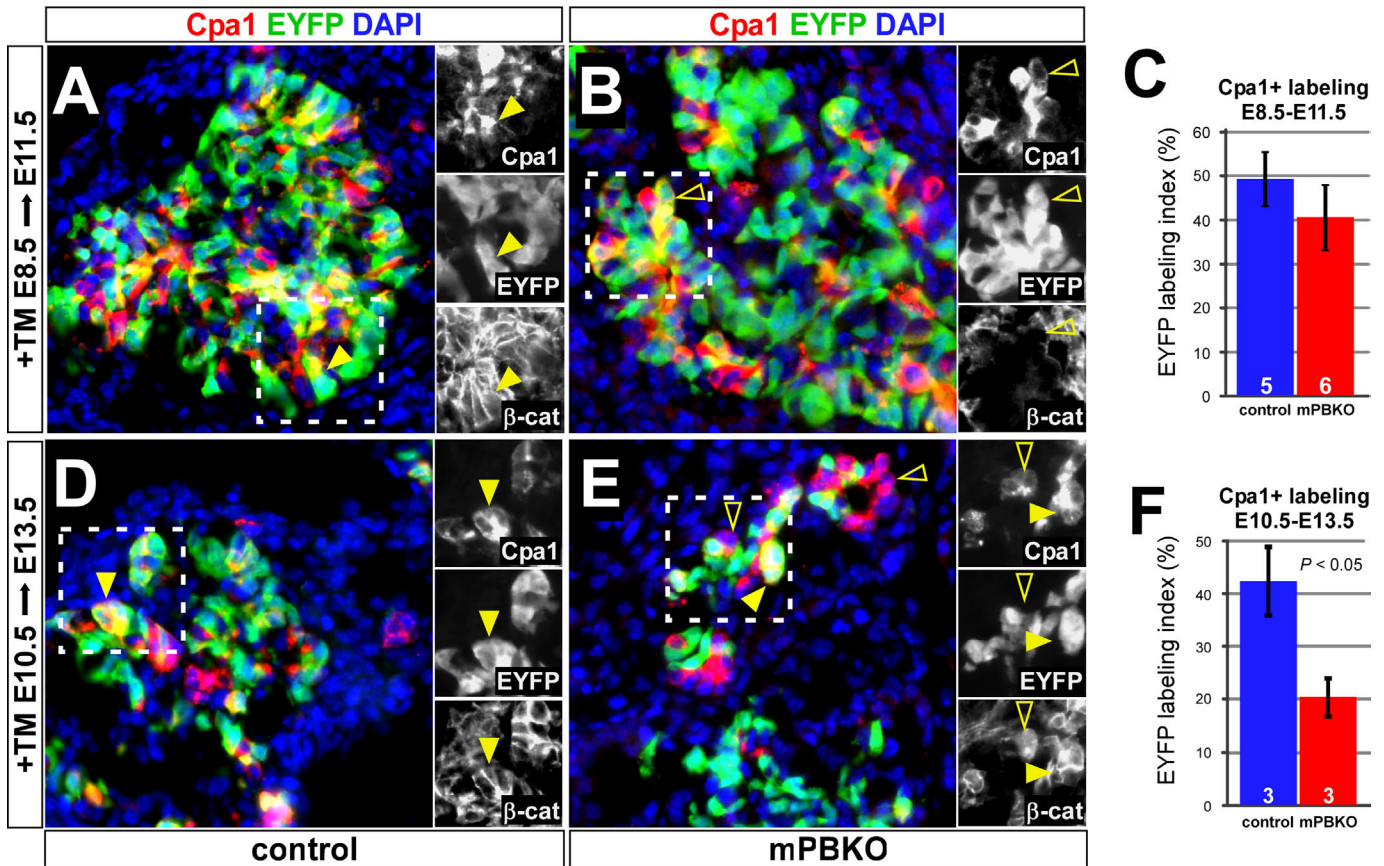 Cpa1 EYFP DAPI
Cpa1 EYFP DAPI
+TM E8.5 → E11.5
A
Cpa1
EYFP
β-cat
B
Cpa1
EYFP
β-cat
C
Cpa1+ labeling
E8.5-E11.5
EYFP labeling index (%)
60
50
40
30
20
10
0
5
6
control mPBKO
+TM E10.5 → E13.5
D
Cpa1
EYFP
β-cat
E
Cpa1
EYFP
β-cat
F
Cpa1+ labeling
E10.5-E13.5
EYFP labeling index (%)
50
40
30
20
10
0
P < 0.05
3
3
control mPBKO
control
mPBKO